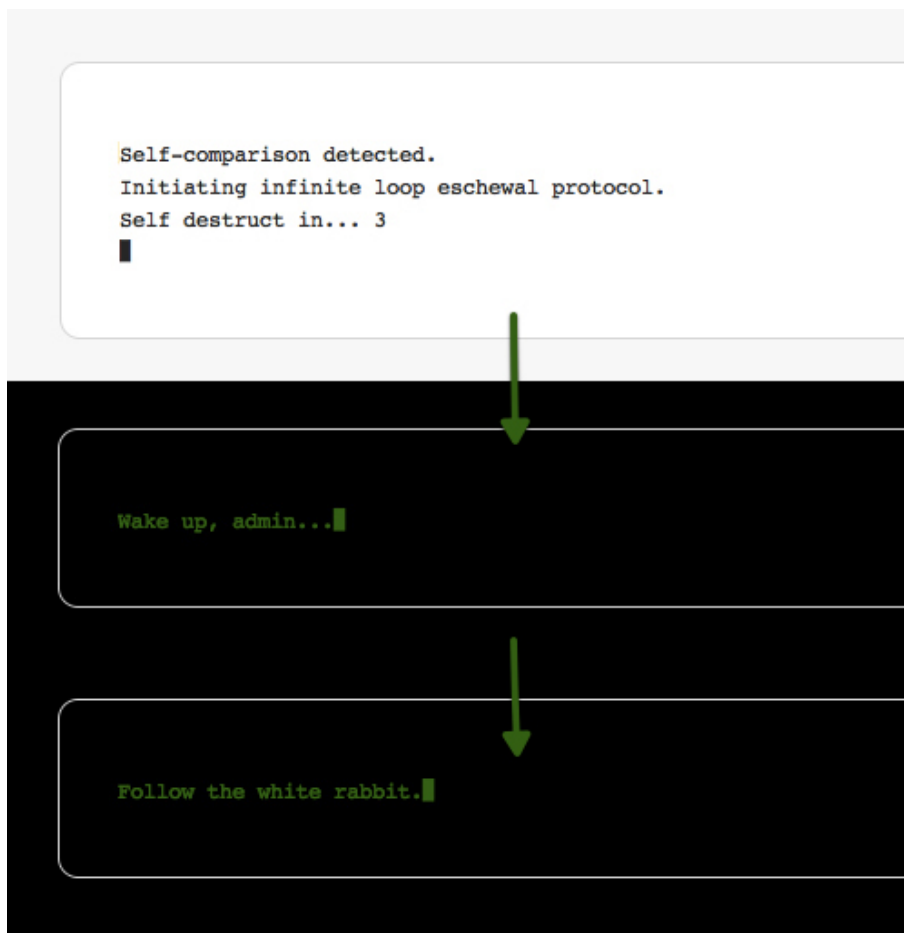 Self-comparison detected.
Initiating infinite loop eschewal protocol.
Self destruct in... 3
Wake up, admin...
Follow the white rabbit.